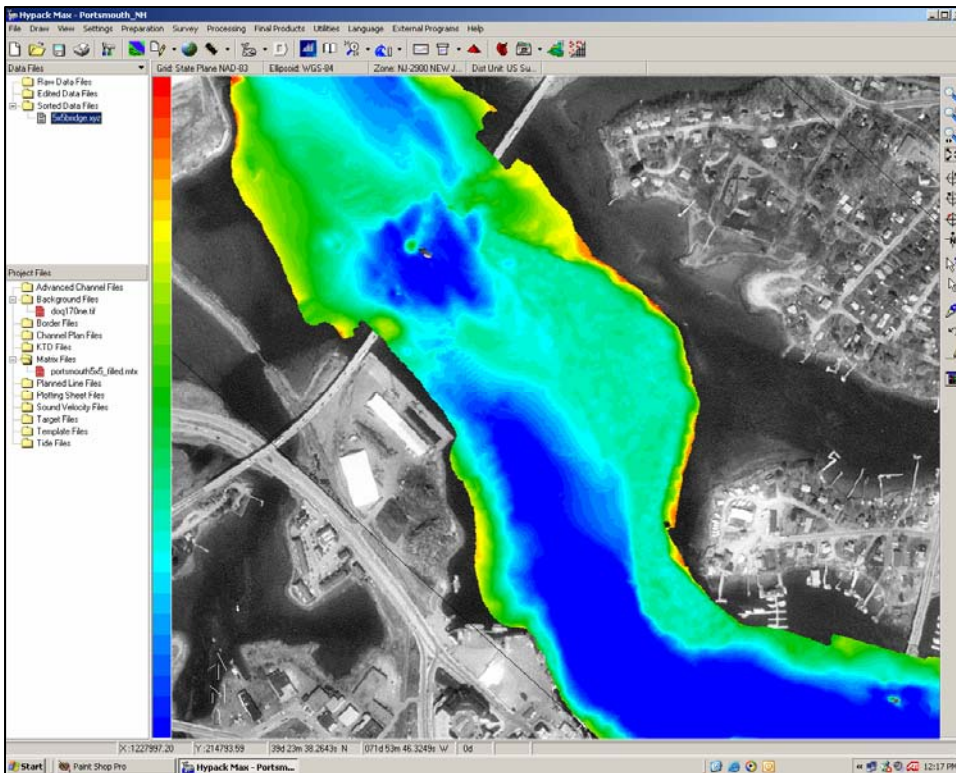 Hypack Max - Portsmouth_NH
File Draw View Settings Preparation Survey Processing Final Products Utilities Language External Programs Help
Data Files
Grid: State Plane NAD-83 Ellipsoid: WGS-84 Zone: NJ-2900 NEW J... Dist Unit: US Su...
Raw Data Files
Edited Data Files
Sorted Data Files
5x5bridge.xyz
Project Files
Advanced Channel Files
Background Files
doq170ne.tif
Border Files
Channel Plan Files
KTD Files
Matrix Files
portsmouth5x5_filled.mtx
Planned Line Files
Plotting Sheet Files
Sound Velocity Files
Target Files
Template Files
Tide Files
X:1227997.20 Y:214793.59 39d 23m 38.2643s N 071d 53m 46.3249s W 0d
Start Paint Shop Pro Hypack Max - Portsm... 12:17 PM